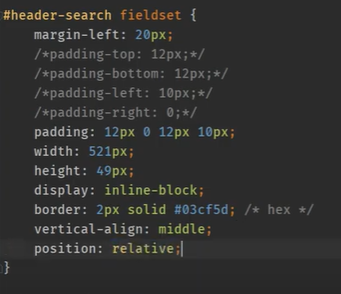 #header-search fieldset {
    margin-left: 20px;
    /*padding-top: 12px;*/
    /*padding-bottom: 12px;*/
    /*padding-left: 10px;*/
    /*padding-right: 0;*/
    padding: 12px 0 12px 10px;
    width: 521px;
    height: 49px;
    display: inline-block;
    border: 2px solid #03cf5d; /* hex */
    vertical-align: middle;
    position: relative;
}